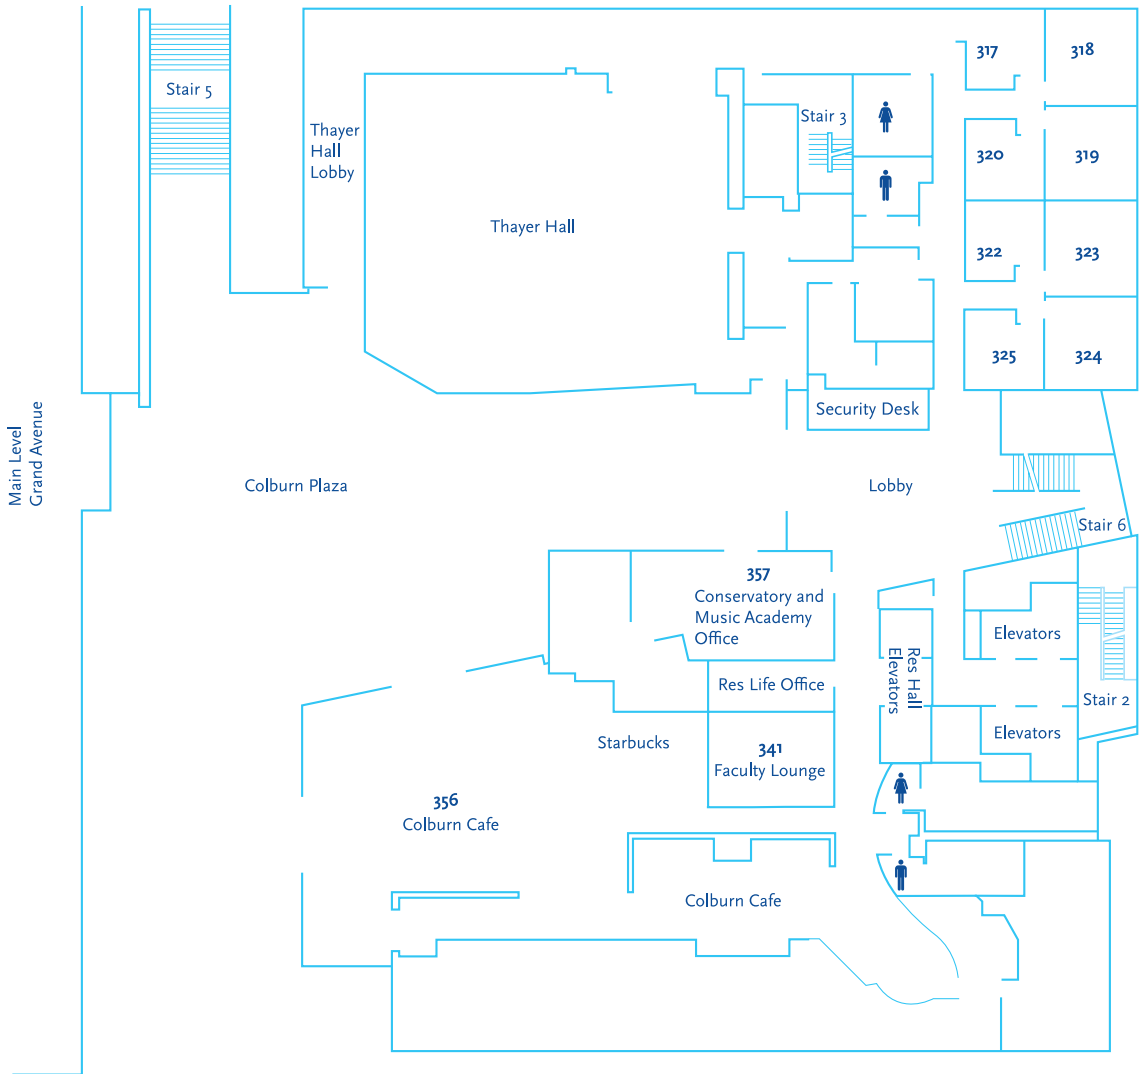 317
318
Stair 5
Stair 3
Thayer
Hall
Lobby
320
319
Thayer Hall
322
323
325
324
Security Desk
Main Level
Grand Avenue
Colburn Plaza
Lobby
Stair 6
357
Conservatory and
Music Academy
Office
Elevators
Res Hall
Elevators
Res Life Office
Stair 2
Elevators
Starbucks
341
Faculty Lounge
356
Colburn Cafe
Colburn Cafe